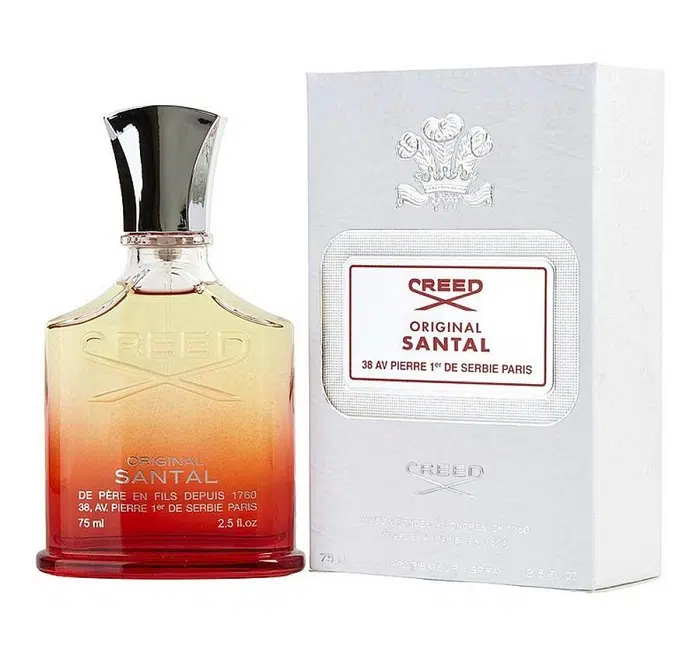 CREED
ORIGINAL
SANTAL
DE PÈRE EN FILS DEPUIS 1760
38, AV. PIERRE 1er DE SERBIE PARIS
75 ml 2.5 fl.oz
CREED
ORIGINAL
SANTAL
38 AV PIERRE 1er DE SERBIE PARIS
CREED